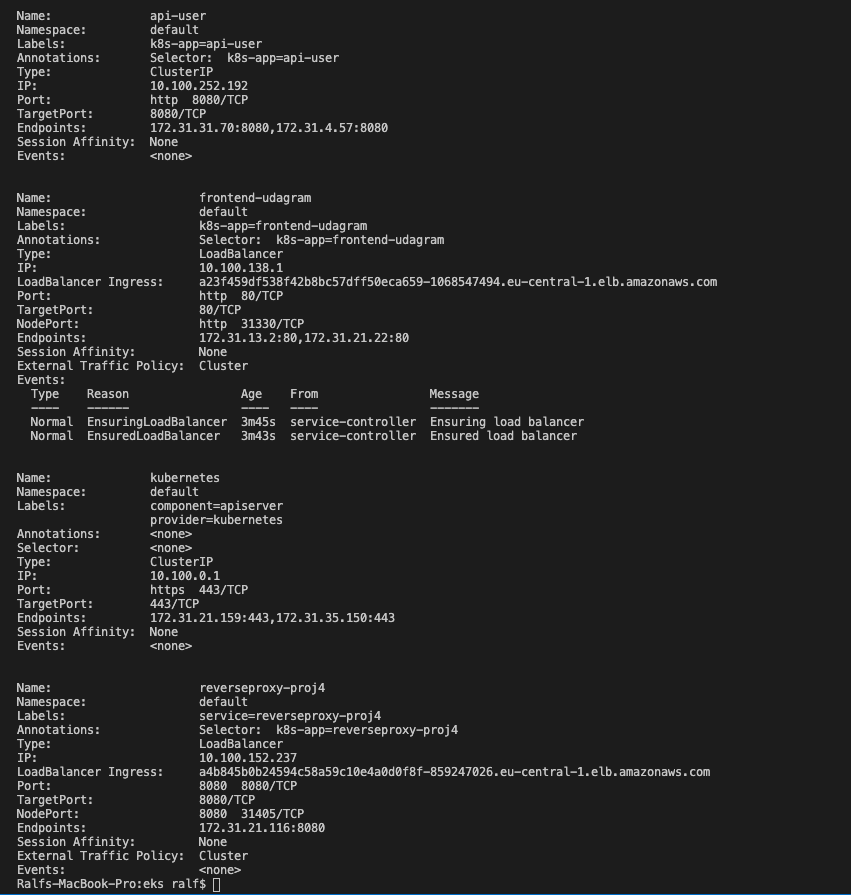 Name:              api-user
Namespace:         default
Labels:            k8s-app=api-user
Annotations:       Selector:  k8s-app=api-user
Type:              ClusterIP
IP:                10.100.252.192
Port:              http  8080/TCP
TargetPort:        8080/TCP
Endpoints:         172.31.31.70:8080,172.31.4.57:8080
Session Affinity:  None
Events:            <none>
Name:                     frontend-udagram
Namespace:                default
Labels:                   k8s-app=frontend-udagram
Annotations:              Selector:  k8s-app=frontend-udagram
Type:                     LoadBalancer
IP:                       10.100.138.1
LoadBalancer Ingress:     a23f459df538f42b8bc57dff50eca659-1068547494.eu-central-1.elb.amazonaws.com
Port:                     http  80/TCP
TargetPort:               80/TCP
NodePort:                 http  31330/TCP
Endpoints:                172.31.13.2:80,172.31.21.22:80
Session Affinity:         None
External Traffic Policy:  Cluster
Events:
  Type    Reason                Age    From                Message
  ----    ------                ----   ----                -------
  Normal  EnsuringLoadBalancer  3m45s  service-controller  Ensuring load balancer
  Normal  EnsuredLoadBalancer   3m43s  service-controller  Ensured load balancer
Name:              kubernetes
Namespace:         default
Labels:            component=apiserver
                   provider=kubernetes
Annotations:       <none>
Selector:          <none>
Type:              ClusterIP
IP:                10.100.0.1
Port:              https  443/TCP
TargetPort:        443/TCP
Endpoints:         172.31.21.159:443,172.31.35.150:443
Session Affinity:  None
Events:            <none>
Name:                     reverseproxy-proj4
Namespace:                default
Labels:                   service=reverseproxy-proj4
Annotations:              Selector:  k8s-app=reverseproxy-proj4
Type:                     LoadBalancer
IP:                       10.100.152.237
LoadBalancer Ingress:     a4b845b0b24594c58a59c10e4a0d0f8f-859247026.eu-central-1.elb.amazonaws.com
Port:                     8080  8080/TCP
TargetPort:               8080/TCP
NodePort:                 8080  31405/TCP
Endpoints:                172.31.21.116:8080
Session Affinity:         None
External Traffic Policy:  Cluster
Events:                   <none>
Ralfs-MacBook-Pro:eks ralf$